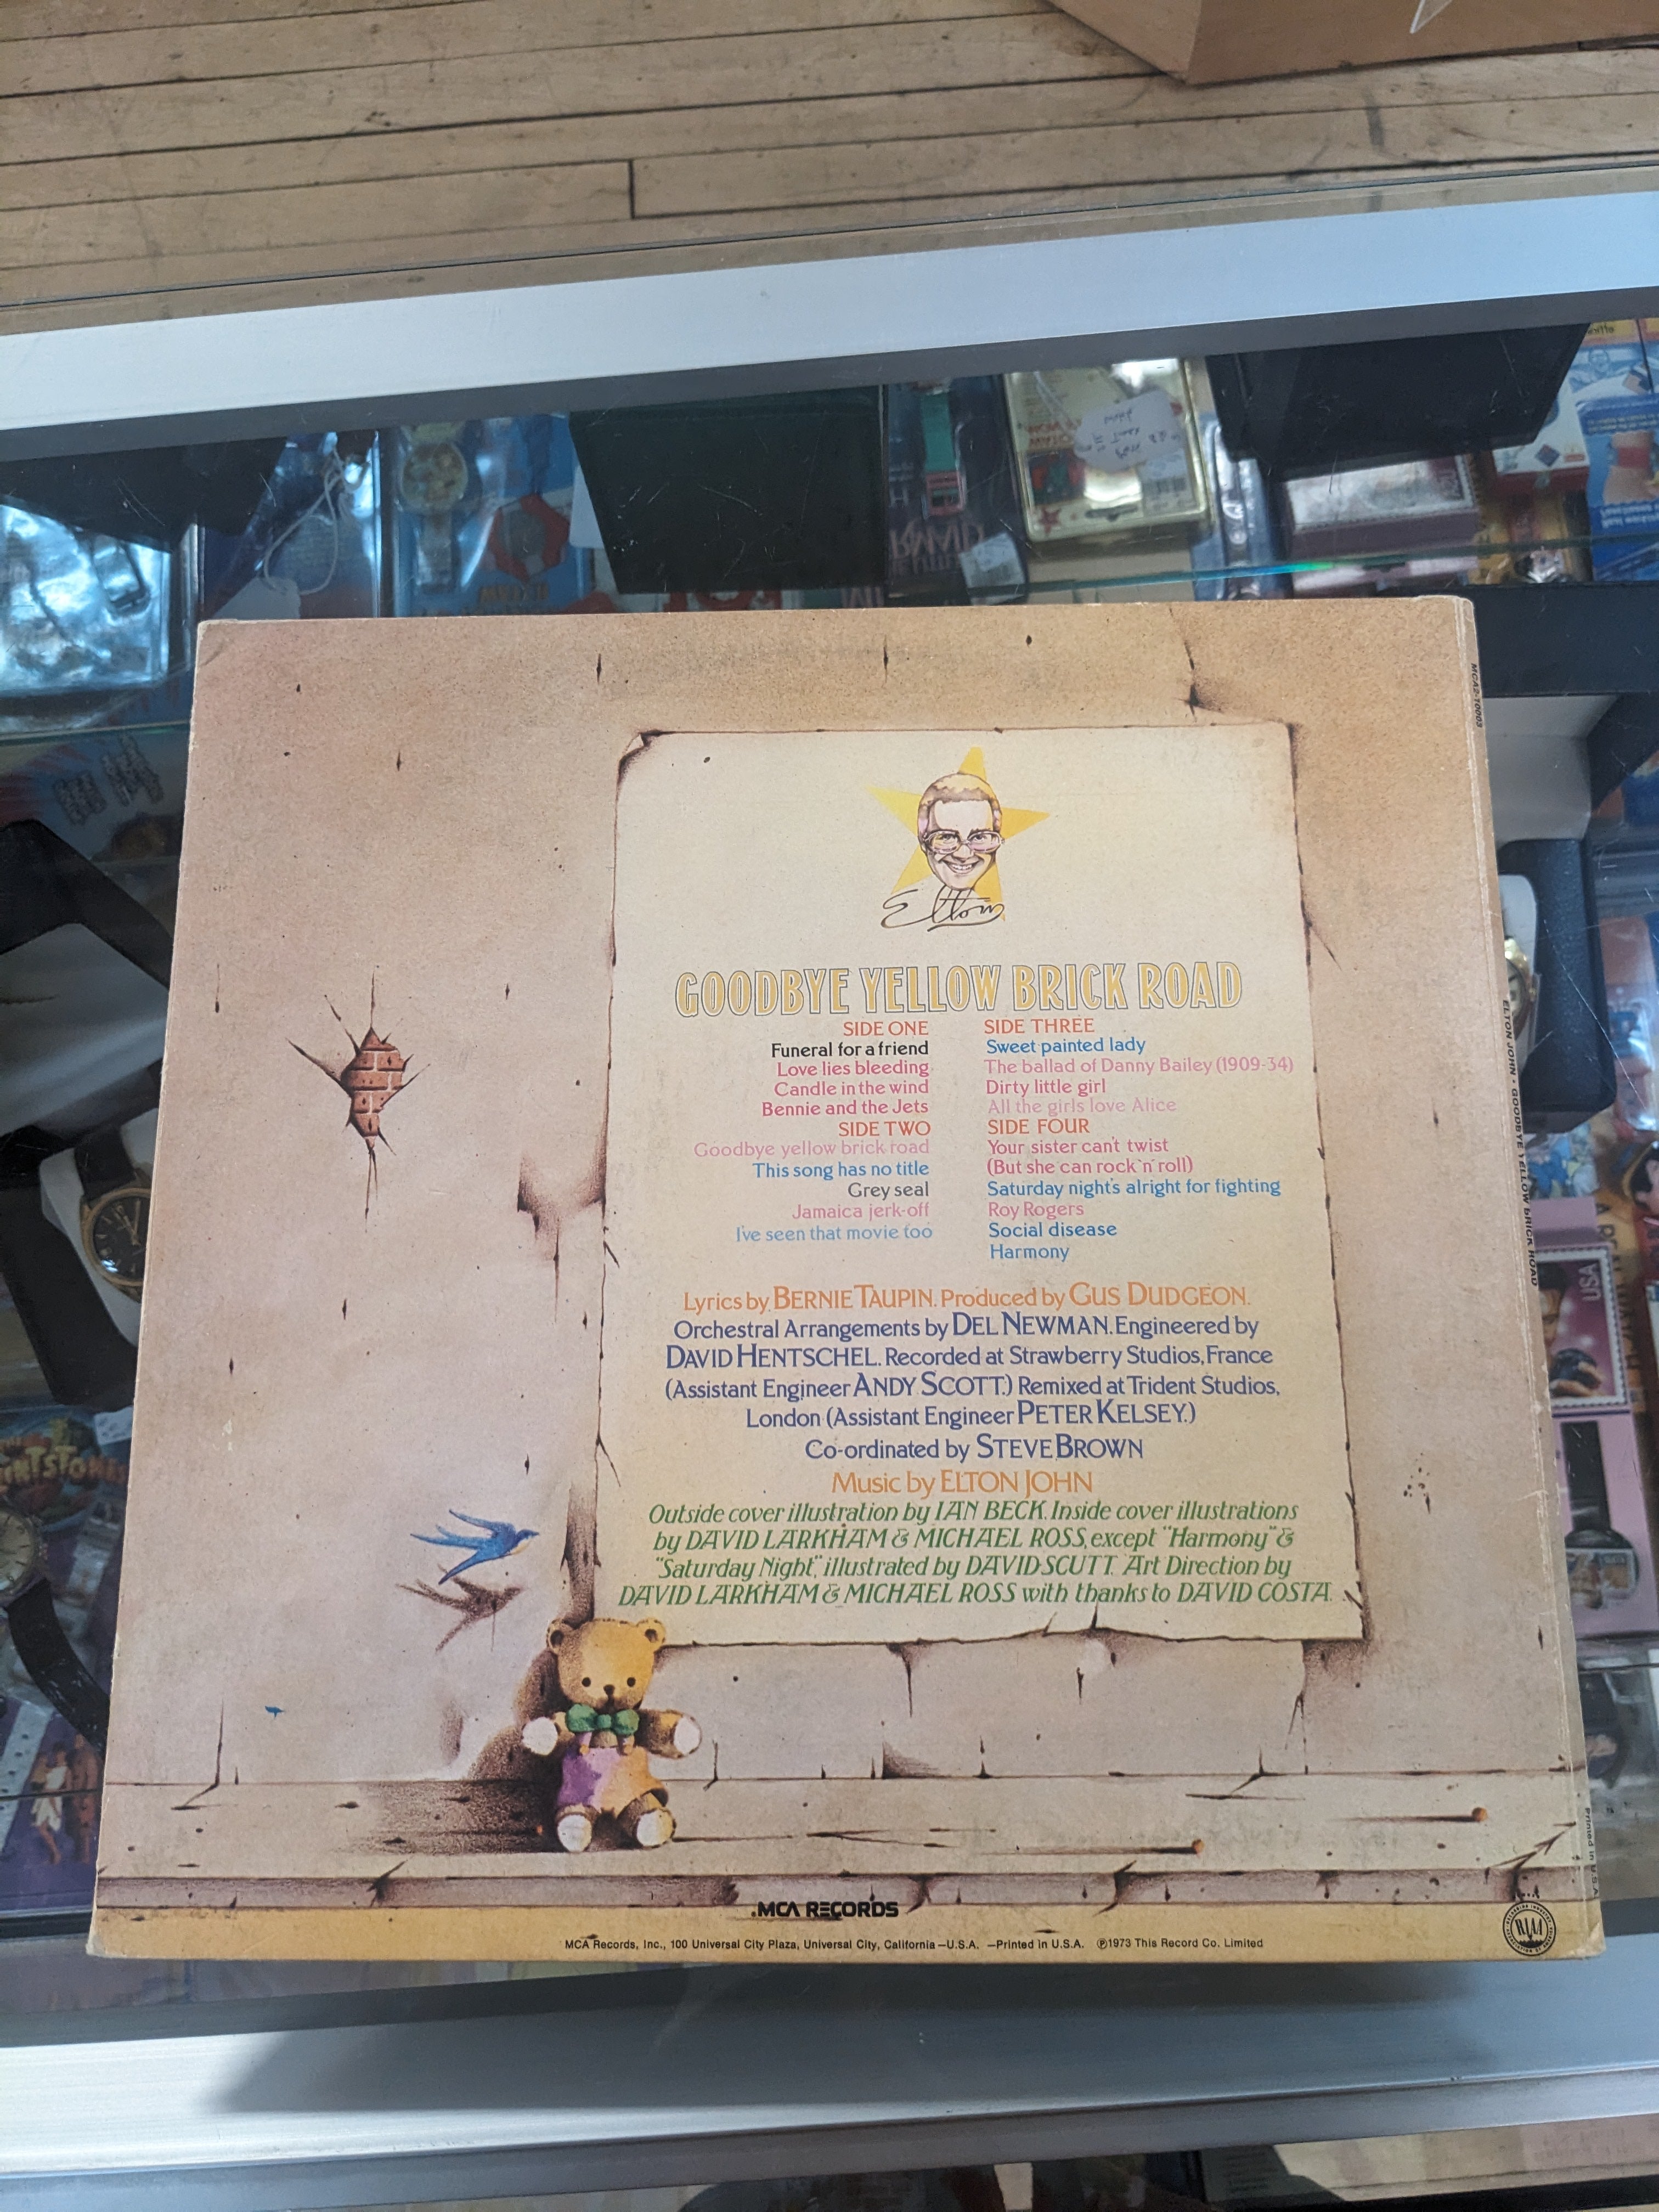 Elton
GOODBYE YELLOW BRICK ROAD
SIDE ONE
Funeral for a friend
Love lies bleeding
Candle in the wind
Bennie and the Jets
SIDE TWO
Goodbye yellow brick road
This song has no title
Grey seal
Jamaica jerk-off
I've seen that movie too
SIDE THREE
Sweet painted lady
The ballad of Danny Bailey (1909-34)
Dirty little girl
All the girls love Alice
SIDE FOUR
Your sister can't twist
(But she can rock 'n' roll)
Saturday night's alright for fighting
Roy Rogers
Social disease
Harmony
Lyrics by BERNIE TAUPIN. Produced by GUS DUDGEON.
Orchestral Arrangements by DEL NEWMAN. Engineered by
DAVID HENTSCHEL. Recorded at Strawberry Studios, France
(Assistant Engineer ANDY SCOTT.) Remixed at Trident Studios,
London (Assistant Engineer PETER KELSEY.)
Co-ordinated by STEVE BROWN
Music by ELTON JOHN
Outside cover illustration by IAN BECK. Inside cover illustrations
by DAVID LARKHAM & MICHAEL ROSS, except "Harmony" &
"Saturday Night", illustrated by DAVID SCUTT. Art Direction by
DAVID LARKHAM & MICHAEL ROSS with thanks to DAVID COSTA.
.MCA RECORDS
MCA Records, Inc., 100 Universal City Plaza, Universal City, California —U.S.A. —Printed in U.S.A. ℗1973 This Record Co. Limited
RIAA
MCA2-10003
ELTON JOHN • GOODBYE YELLOW BRICK ROAD
Printed in U.S.A.
USA